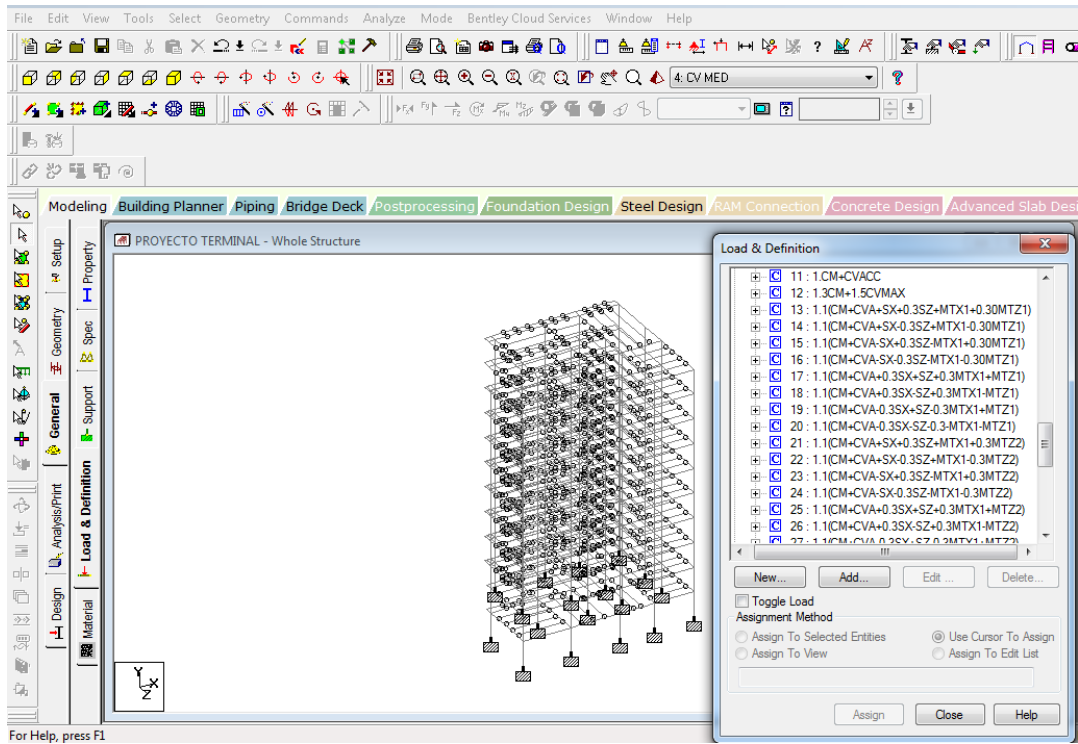 File Edit View Tools Select Geometry Commands Analyze Mode Bentley Cloud Services Window Help
4: CV MED
Modeling Building Planner Piping Bridge Deck Postprocessing Foundation Design Steel Design RAM Connection Concrete Design Advanced Slab Desi
Setup
Geometry
General
Analysis/Print
Design
Property
Spec
Support
Load & Definition
Material
PROYECTO TERMINAL - Whole Structure
Y
X
Z
Load & Definition
11 : 1.CM+CVACC
12 : 1.3CM+1.5CVMAX
13 : 1.1(CM+CVA+SX+0.3SZ+MTX1+0.30MTZ1)
14 : 1.1(CM+CVA+SX-0.3SZ+MTX1-0.30MTZ1)
15 : 1.1(CM+CVA-SX+0.3SZ-MTX1+0.30MTZ1)
16 : 1.1(CM+CVA-SX-0.3SZ-MTX1-0.30MTZ1)
17 : 1.1(CM+CVA+0.3SX+SZ+0.3MTX1+MTZ1)
18 : 1.1(CM+CVA+0.3SX-SZ+0.3MTX1-MTZ1)
19 : 1.1(CM+CVA-0.3SX+SZ-0.3MTX1+MTZ1)
20 : 1.1(CM+CVA-0.3SX-SZ-0.3-MTX1-MTZ1)
21 : 1.1(CM+CVA+SX+0.3SZ+MTX1+0.3MTZ2)
22 : 1.1(CM+CVA+SX-0.3SZ+MTX1-0.3MTZ2)
23 : 1.1(CM+CVA-SX+0.3SZ-MTX1+0.3MTZ2)
24 : 1.1(CM+CVA-SX-0.3SZ-MTX1-0.3MTZ2)
25 : 1.1(CM+CVA+0.3SX+SZ+0.3MTX1+MTZ2)
26 : 1.1(CM+CVA+0.3SX-SZ+0.3MTX1-MTZ2)
27 : 1.1(CM+CVA-0.3SX+SZ-0.3MTX1+MTZ2)
New... Add... Edit ... Delete...
Toggle Load
Assignment Method
Assign To Selected Entities Use Cursor To Assign
Assign To View Assign To Edit List
Assign Close Help
For Help, press F1